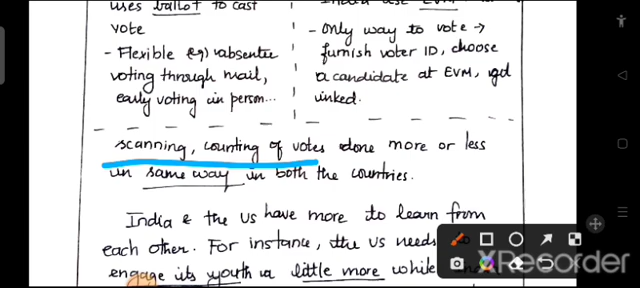 uses ballot to cast
vote
- Flexible (eg) absentee
voting through mail,
early voting in person...
- Only way to vote →
furnish voter ID, choose
a candidate at EVM, get
inked.
scanning, counting of votes done more or less
in same way in both the countries.
India & the US have more to learn from
each other. For instance, the US needs
engage its youth a little more while
XRecorder